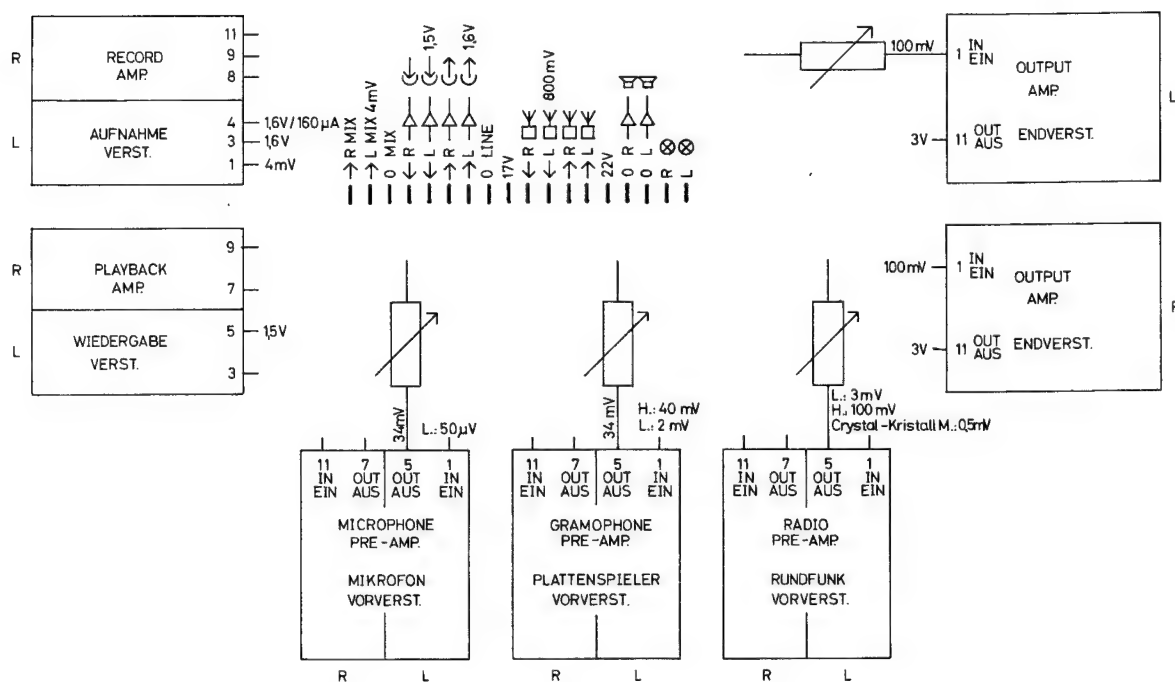 R
RECORD
AMP.
11
9
8
L
AUFNAHME
VERST.
4
1,6V/160µA
3
1,6V
1
4mV
R MIX
L MIX 4mV
0 MIX
R
L
1,5V
R
L
1,6V
0 LINE
17V
R
L
800mV
R
L
22V
0 R
0 L
R
L
100mV
1 IN
EIN
OUTPUT
AMP.
L
3V
11 OUT
AUS
ENDVERST.
R
PLAYBACK
AMP.
9
7
L
WIEDERGABE
VERST.
5
1,5V
3
100mV
1 IN
EIN
OUTPUT
AMP.
R
3V
11 OUT
AUS
ENDVERST.
34mV
L.: 50µV
34mV
H.: 40 mV
L.: 2 mV
L.: 3mV
H.: 100 mV
Crystal-Kristall M.: 0,5mV
11 7 5 1
IN OUT OUT IN
EIN AUS AUS EIN
MICROPHONE
PRE-AMP.
MIKROFON
VORVERST.
R L
11 7 5 1
IN OUT OUT IN
EIN AUS AUS EIN
GRAMOPHONE
PRE-AMP.
PLATTENSPIELER
VORVERST.
R L
11 7 5 1
IN OUT OUT IN
EIN AUS AUS EIN
RADIO
PRE-AMP.
RUNDFUNK
VORVERST.
R L